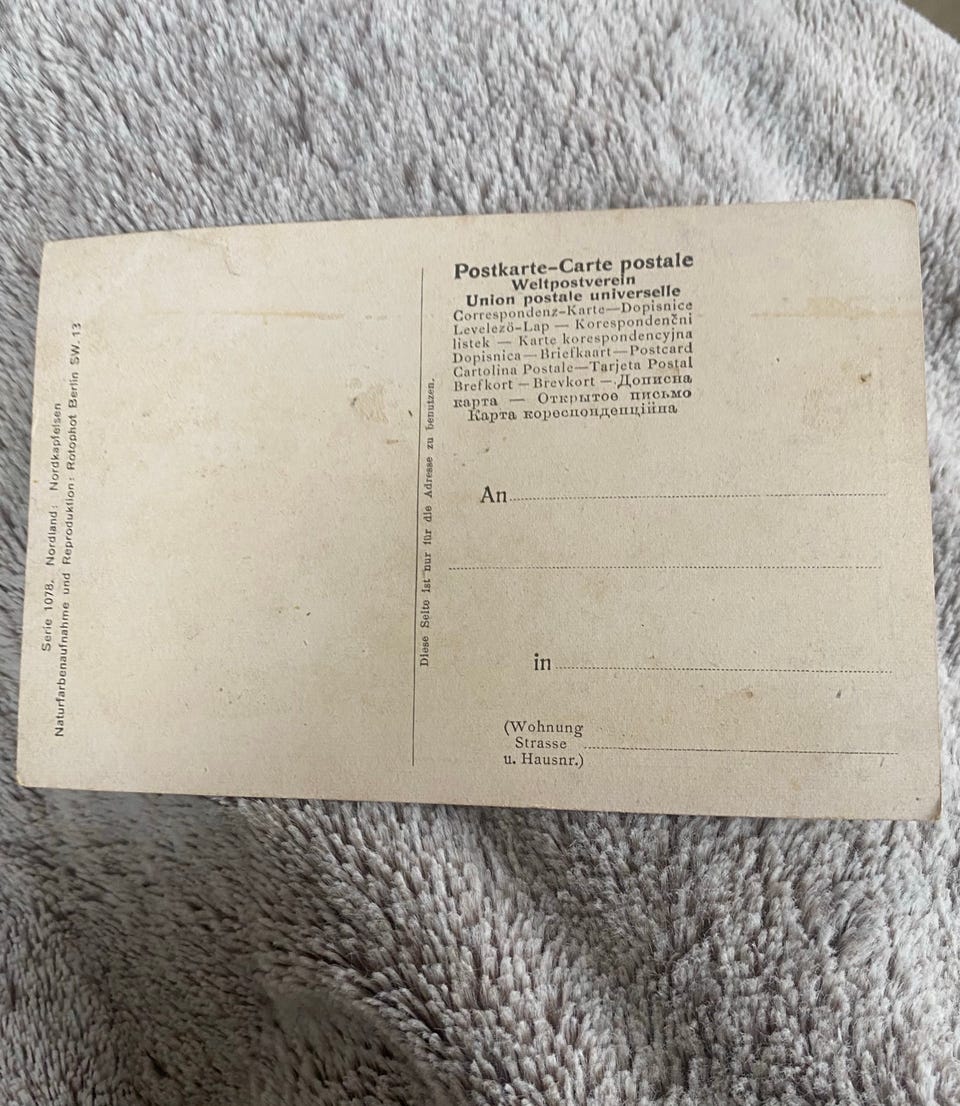 Serie 1078. Nordland: Nordkapfelsen
Naturfarbenaufnahme und Reproduktion: Rotophot Berlin SW. 13
Diese Seite ist nur für die Adresse zu benutzen.
Postkarte-Carte postale
Weltpostverein
Union postale universelle
Correspondenz-Karte—Dopisnice
Levelezö-Lap — Korespondenčni
listek — Karte korespondencyjna
Dopisnica—Briefkaart—Postcard
Cartolina Postale—Tarjeta Postal
Brefkort — Brevkort — Дописна
карта — Открытое письмо
Карта кореспонденційна
An
in
(Wohnung
Strasse
u. Hausnr.)